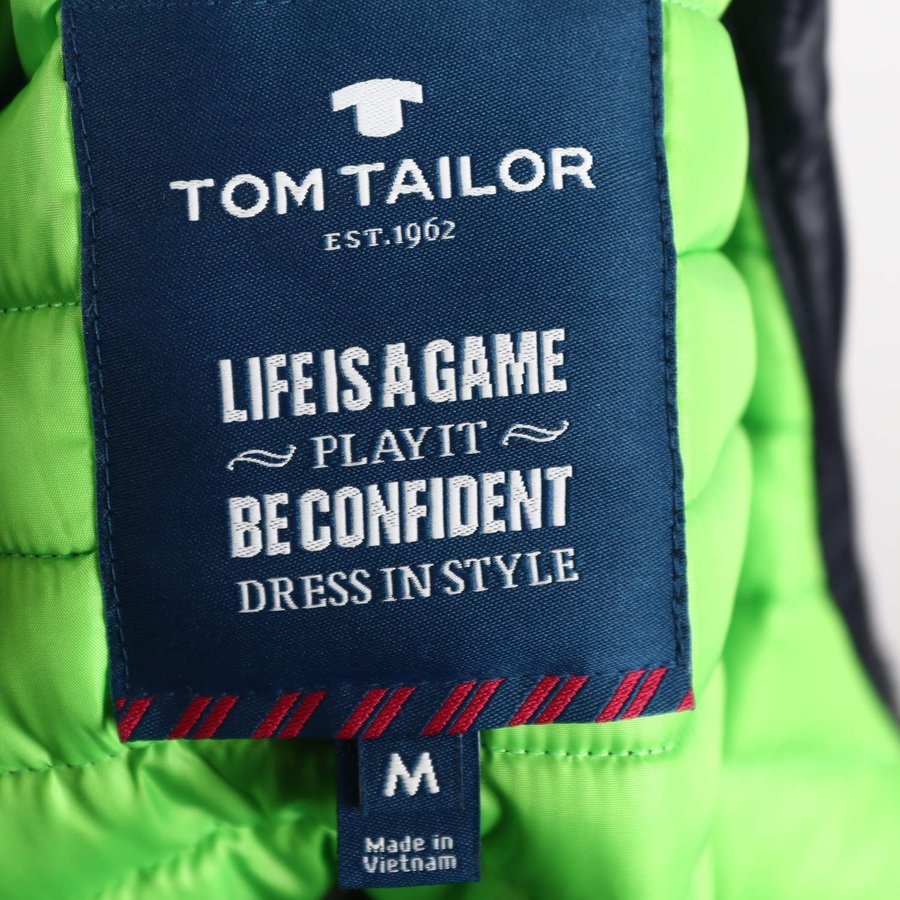 TOM TAILOR
EST.1962
LIFE IS A GAME
PLAY IT
BE CONFIDENT
DRESS IN STYLE
M
Made in
Vietnam